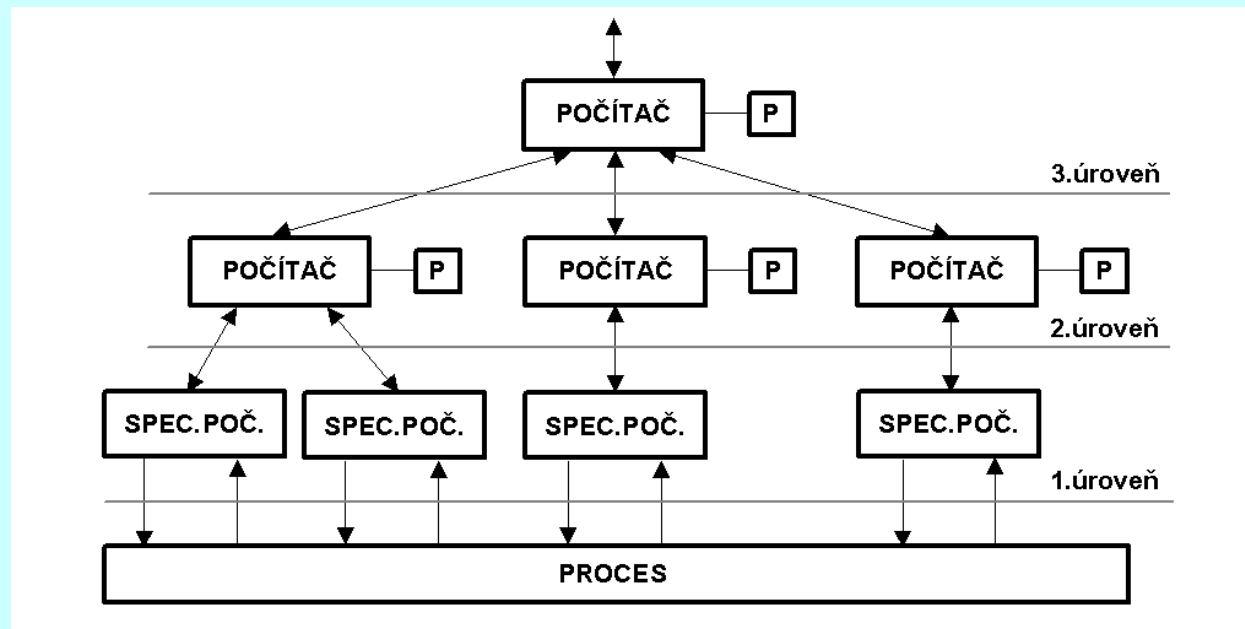 POČÍTAČ P
3.úroveň
POČÍTAČ P POČÍTAČ P POČÍTAČ P
2.úroveň
SPEC.POČ. SPEC.POČ. SPEC.POČ. SPEC.POČ.
1.úroveň
PROCES